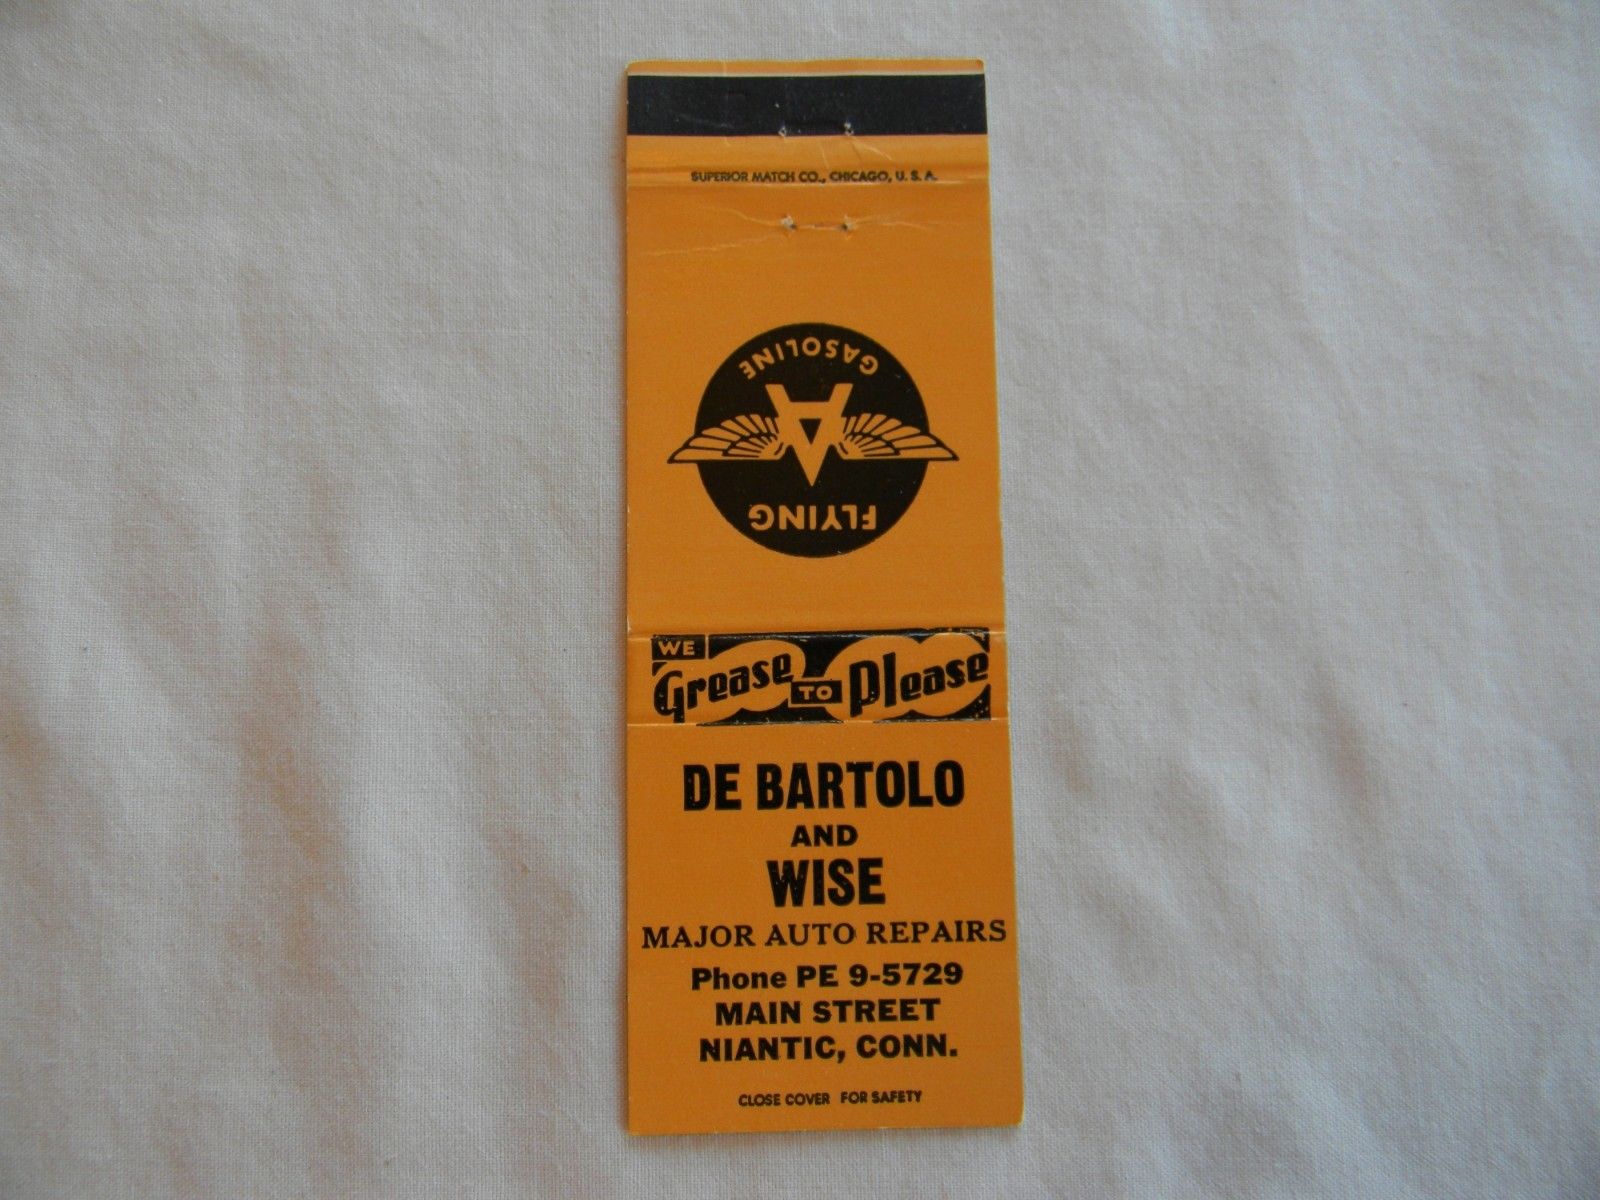 SUPERIOR MATCH CO., CHICAGO, U. S. A.
FLYING
A
GASOLINE
WE
Grease TO Please
DE BARTOLO
AND
WISE
MAJOR AUTO REPAIRS
Phone PE 9-5729
MAIN STREET
NIANTIC, CONN.
CLOSE COVER FOR SAFETY